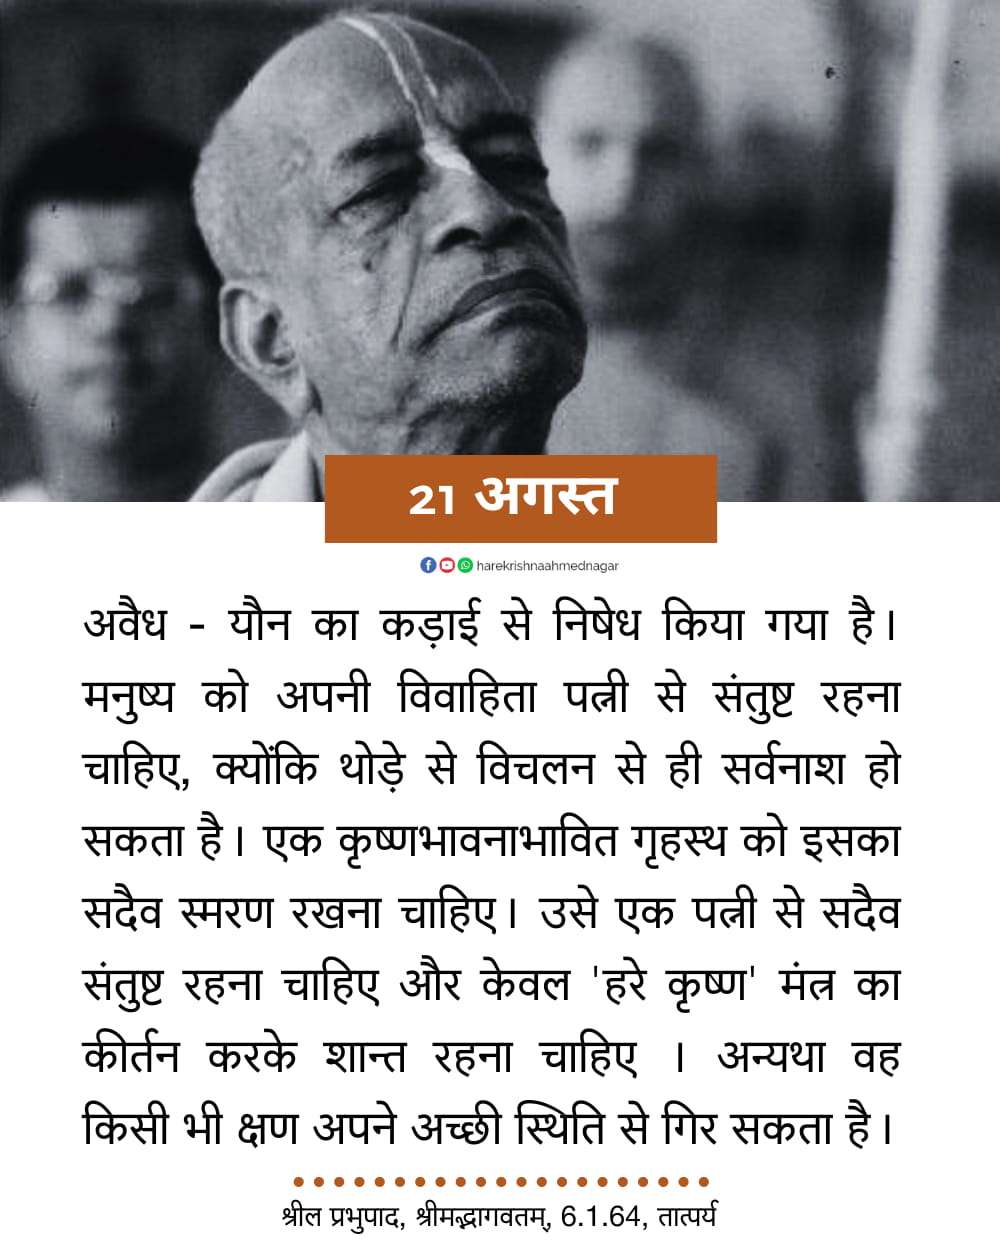 21 अगस्त
harekrishnaahmednagar
अवैध - यौन का कड़ाई से निषेध किया गया है।
मनुष्य को अपनी विवाहिता पत्नी से संतुष्ट रहना
चाहिए, क्योंकि थोड़े से विचलन से ही सर्वनाश हो
सकता है। एक कृष्णभावनाभावित गृहस्थ को इसका
सदैव स्मरण रखना चाहिए। उसे एक पत्नी से सदैव
संतुष्ट रहना चाहिए और केवल 'हरे कृष्ण' मंत्र का
कीर्तन करके शान्त रहना चाहिए । अन्यथा वह
किसी भी क्षण अपने अच्छी स्थिति से गिर सकता है।
श्रील प्रभुपाद, श्रीमद्भागवतम्, 6.1.64, तात्पर्य